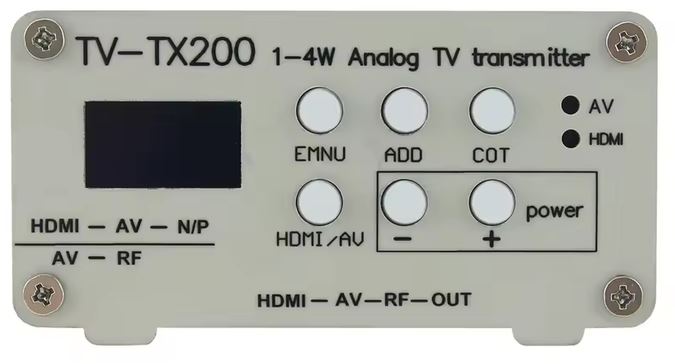 TV-TX200 1-4W Analog TV transmitter
AV
HDMI
EMNU ADD COT
HDMI - AV - N/P
AV - RF
HDMI/AV - + power
HDMI-AV-RF-OUT